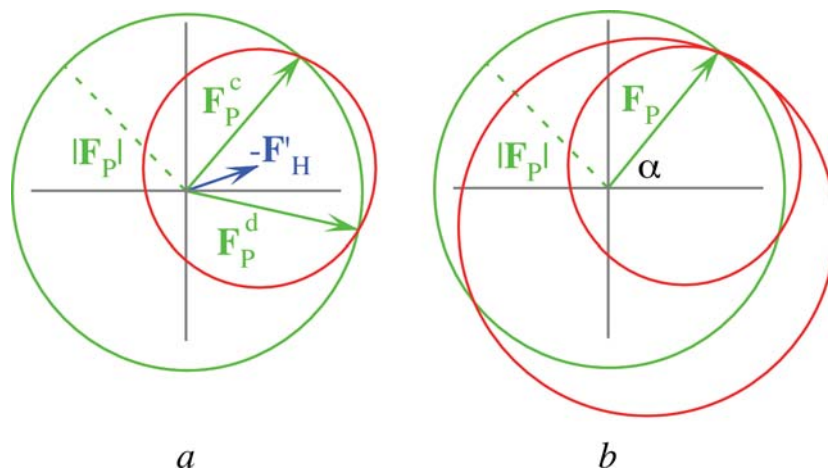 F_P^c
|F_P|
-F'_H
F_P^d
a
F_P
|F_P|
α
b